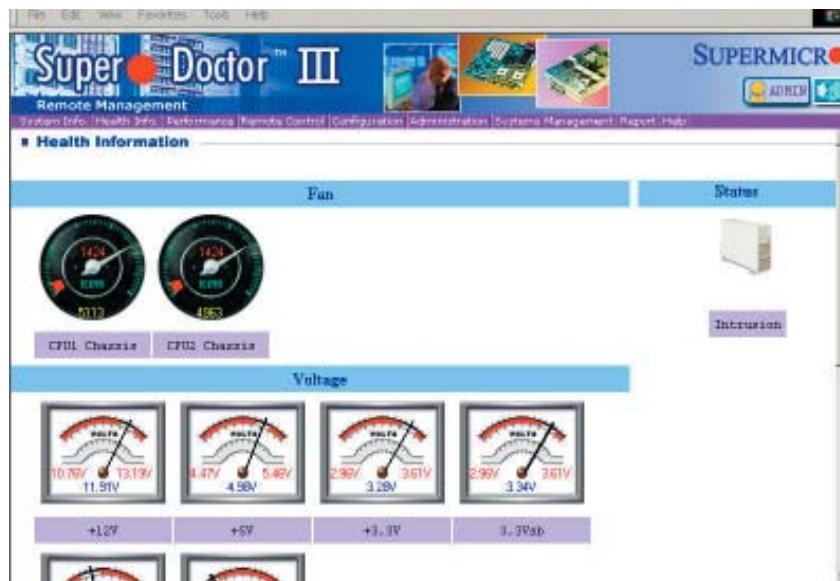 File Edit View Favorites Tools Help
Super Doctor™ III
Remote Management
SUPERMICR
ADMIN
System Info. Health Info. Performance Remote Control Configuration Administration Systems Management Report Help
Health Information
Fan
Status
1424
RPM
5113
1424
RPM
4963
CPU1 Chassis
CPU2 Chassis
Intrusion
Voltage
VOLTS
10.76V 13.19V
11.91V
VOLTS
4.47V 5.46V
4.98V
VOLTS
2.96V 3.61V
3.28V
VOLTS
2.96V 3.61V
3.34V
+12V
+5V
+3.3V
3.3Vsb